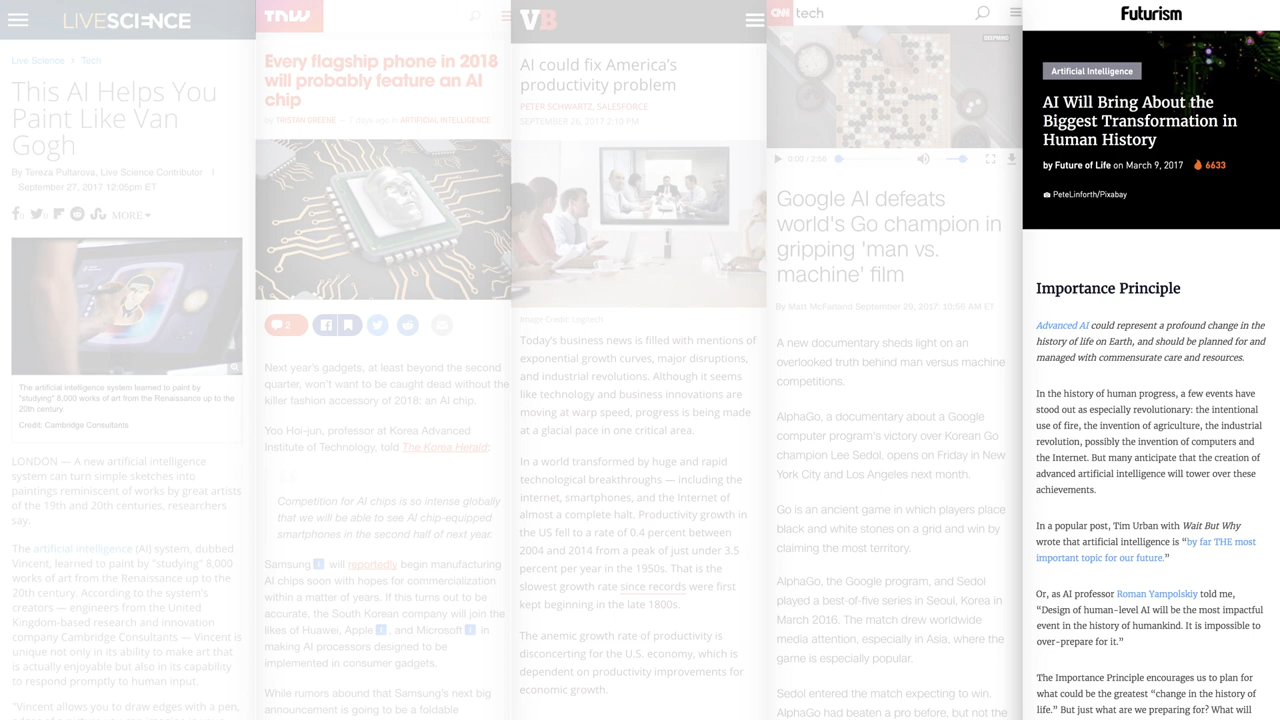 LIVESCIENCE
Live Science > Tech
This AI Helps You
Paint Like Van
Gogh
By Tereza Pultarova, Live Science Contributor |
September 27, 2017 12:05pm ET
MORE
The artificial intelligence system learned to paint by
"studying" 8,000 works of art from the Renaissance up to the
20th century.
Credit: Cambridge Consultants
LONDON — A new artificial intelligence
system can turn simple sketches into
paintings reminiscent of works by great artists
of the 19th and 20th centuries, researchers
say.
The artificial intelligence (AI) system, dubbed
Vincent, learned to paint by "studying" 8,000
works of art from the Renaissance up to the
20th century. According to the system's
creators — engineers from the United
Kingdom-based research and Innovation
company Cambridge Consultants — Vincent is
unique not only in its ability to make art that
is actually enjoyable but also in its capability
to respond promptly to human input.
"Vincent allows you to draw edges with a pen,
TNW
Every flagship phone in 2018
will probably feature an AI
chip
by TRISTAN GREENE — 1 days ago in ARTIFICIAL INTELLIGENCE
2
Next year's gadgets, at least beyond the second
quarter, won't want to be caught dead without the
killer fashion accessory of 2018: an AI chip.
Yoo Hoi-jun, professor at Korea Advanced
Institute of Technology, told The Korea Herald:
Competition for AI chips is so intense globally
that we will be able to see AI chip-equipped
smartphones in the second half of next year.
Samsung will reportedly begin manufacturing
AI chips soon with hopes for commercialization
within a matter of years. If this turns out to be
accurate, the South Korean company will join the
likes of Huawei, Apple, and Microsoft in
making AI processors designed to be
implemented in consumer gadgets.
While rumors abound that Samsung's next big
announcement is going to be a foldable
VB
AI could fix America's
productivity problem
PETER SCHWARTZ, SALESFORCE
SEPTEMBER 26, 2017 2:10 PM
Image Credit: Logitech
Today's business news is filled with mentions of
exponential growth curves, major disruptions,
and industrial revolutions. Although it seems
like technology and business innovations are
moving at warp speed, progress is being made
at a glacial pace in one critical area.
In a world transformed by huge and rapid
technological breakthroughs — including the
internet, smartphones, and the Internet of
almost a complete halt. Productivity growth in
the US fell to a rate of 0.4 percent between
2004 and 2014 from a peak of just under 3.5
percent per year in the 1950s. That is the
slowest growth rate since records were first
kept beginning in the late 1800s.
The anemic growth rate of productivity is
disconcerting for the U.S. economy, which is
dependent on productivity improvements for
economic growth.
CNN tech
DEEPMIND
0:00 / 2:56
Google AI defeats
world's Go champion in
gripping 'man vs.
machine' film
By Matt McFarland September 29, 2017: 10:56 AM ET
A new documentary sheds light on an
overlooked truth behind man versus machine
competitions.
AlphaGo, a documentary about a Google
computer program's victory over Korean Go
champion Lee Sedol, opens on Friday in New
York City and Los Angeles next month.
Go is an ancient game in which players place
black and white stones on a grid and win by
claiming the most territory.
AlphaGo, the Google program, and Sedol
played a best-of-five series in Seoul, Korea in
March 2016. The match drew worldwide
media attention, especially in Asia, where the
game is especially popular.
Sedol entered the match expecting to win.
AlphaGo had beaten a pro before, but not the
Futurism
Artificial Intelligence
AI Will Bring About the
Biggest Transformation in
Human History
by Future of Life on March 9, 2017 6633
PeteLinforth/Pixabay
Importance Principle
Advanced AI could represent a profound change in the
history of life on Earth, and should be planned for and
managed with commensurate care and resources.
In the history of human progress, a few events have
stood out as especially revolutionary: the intentional
use of fire, the invention of agriculture, the industrial
revolution, possibly the invention of computers and
the Internet. But many anticipate that the creation of
advanced artificial intelligence will tower over these
achievements.
In a popular post, Tim Urban with Wait But Why
wrote that artificial intelligence is “by far THE most
important topic for our future.”
Or, as AI professor Roman Yampolskiy told me,
“Design of human-level AI will be the most impactful
event in the history of humankind. It is impossible to
over-prepare for it.”
The Importance Principle encourages us to plan for
what could be the greatest “change in the history of
life.” But just what are we preparing for? What will